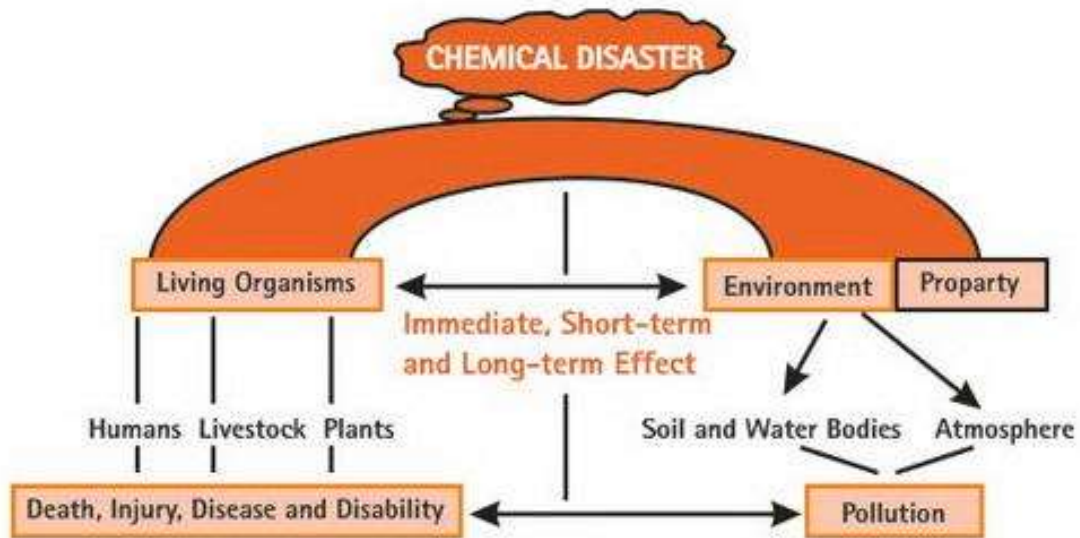 CHEMICAL DISASTER
Living Organisms
Environment
Proparty
Immediate, Short-term
and Long-term Effect
Humans Livestock Plants
Soil and Water Bodies
Atmosphere
Death, Injury, Disease and Disability
Pollution